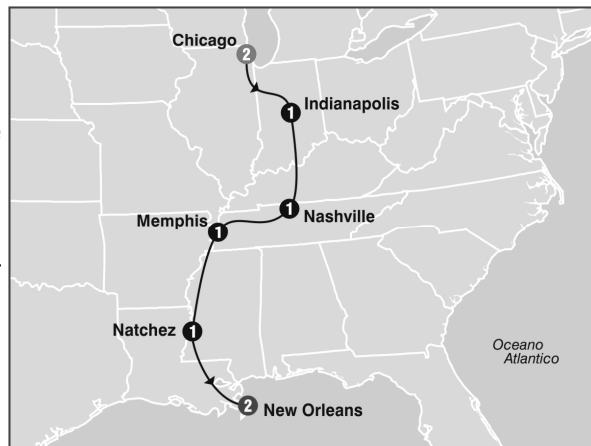 Chicago
2
Indianapolis
1
Nashville
1
Memphis
1
Natchez
1
Oceano
Atlantico
2
New Orleans